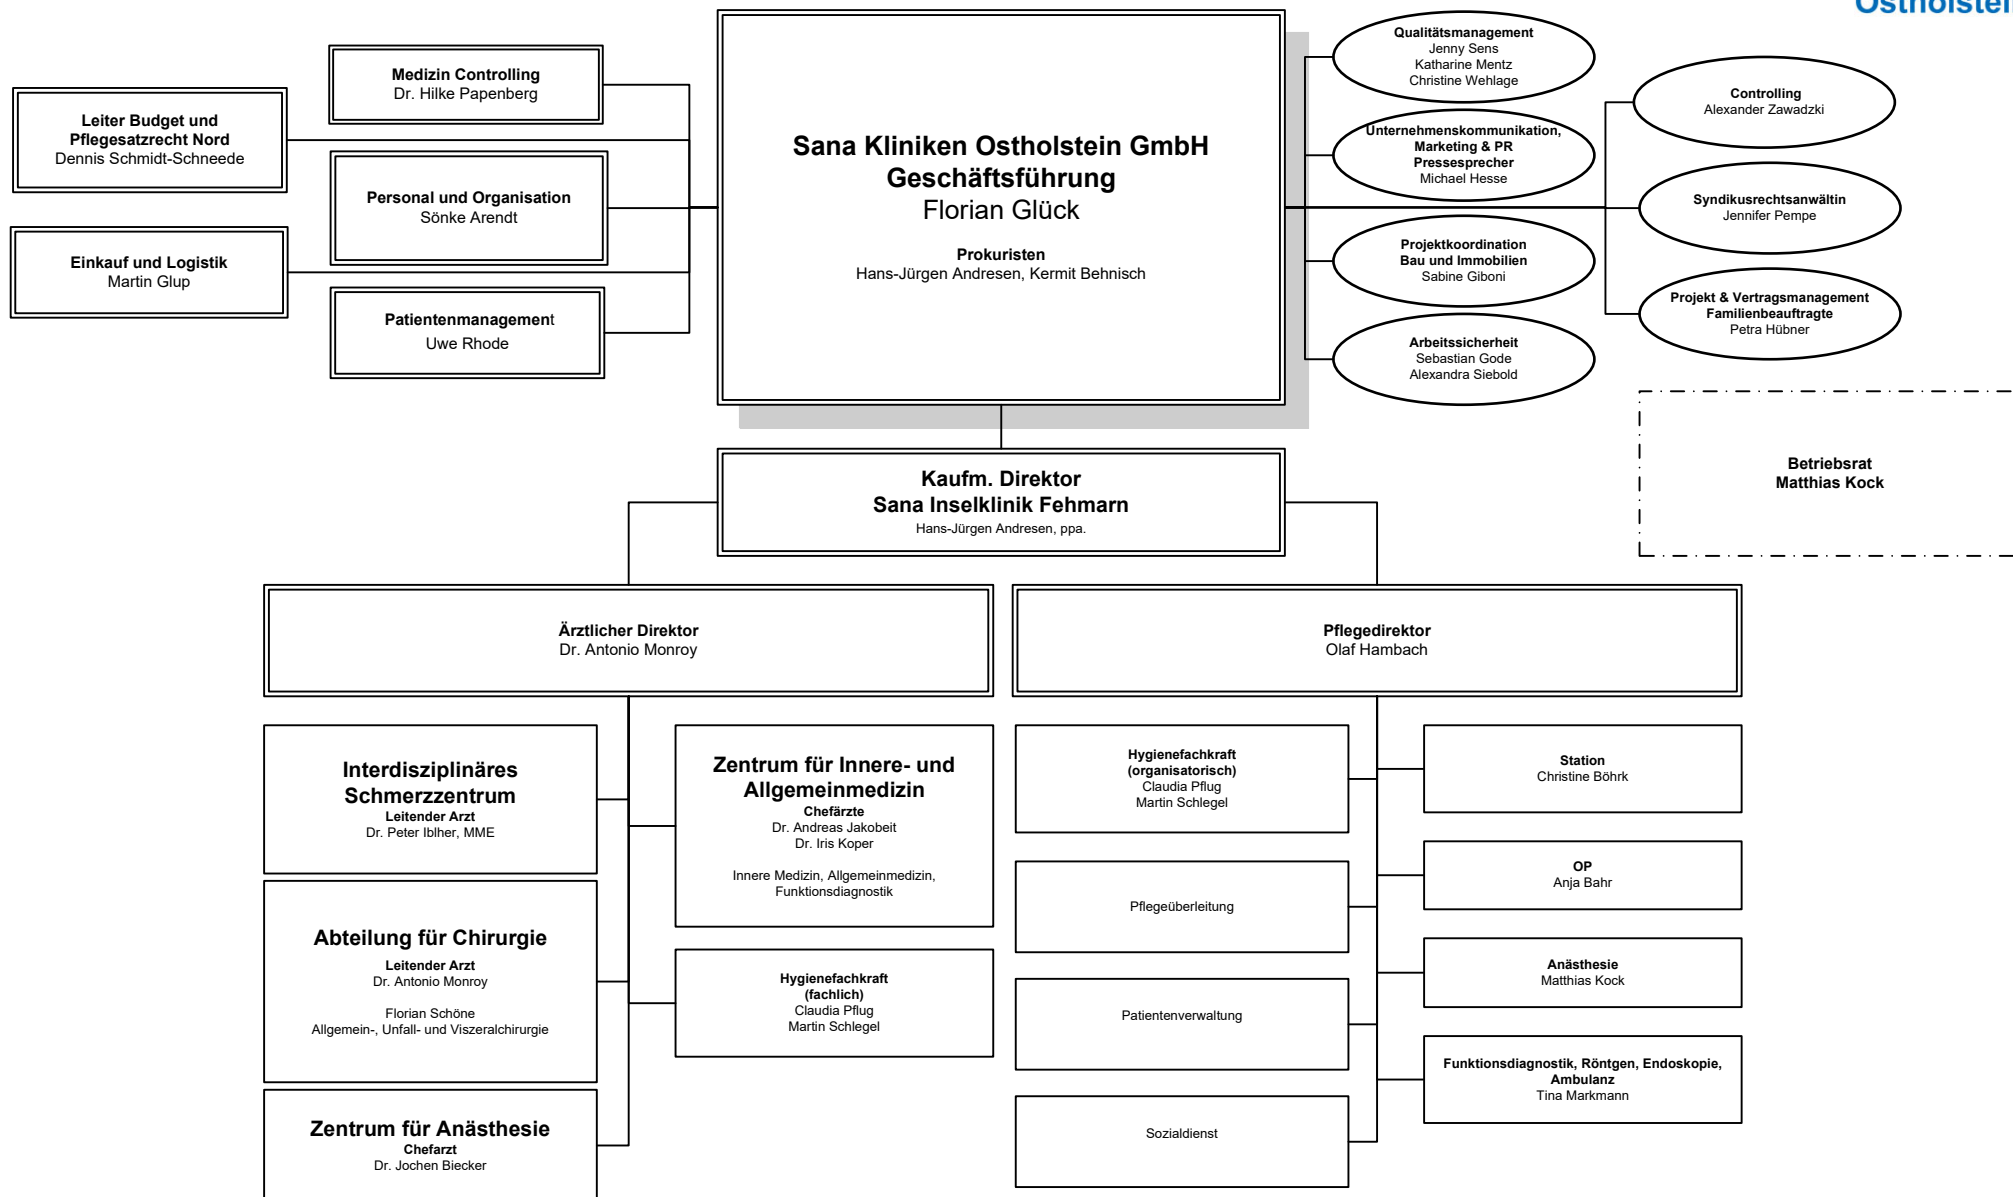 Medizin Controlling
Dr. Hilke Papenberg
Leiter Budget und
Pflegesatzrecht Nord
Dennis Schmidt-Schneede
Personal und Organisation
Sönke Arendt
Einkauf und Logistik
Martin Glup
Patientenmanagement
Uwe Rhode
Sana Kliniken Ostholstein GmbH
Geschäftsführung
Florian Glück
Prokuristen
Hans-Jürgen Andresen, Kermit Behnisch
Qualitätsmanagement
Jenny Sens
Katharine Mentz
Christine Wehlage
Unternehmenskommunikation,
Marketing & PR
Pressesprecher
Michael Hesse
Projektkoordination
Bau und Immobilien
Sabine Giboni
Arbeitssicherheit
Sebastian Gode
Alexandra Siebold
Controlling
Alexander Zawadzki
Syndikusrechtsanwältin
Jennifer Pempe
Projekt & Vertragsmanagement
Familienbeauftragte
Petra Hübner
Betriebsrat
Matthias Kock
Kaufm. Direktor
Sana Inselklinik Fehmarn
Hans-Jürgen Andresen, ppa.
Ärztlicher Direktor
Dr. Antonio Monroy
Pflegedirektor
Olaf Hambach
Interdisziplinäres
Schmerzzentrum
Leitender Arzt
Dr. Peter Iblher, MME
Abteilung für Chirurgie
Leitender Arzt
Dr. Antonio Monroy
Florian Schöne
Allgemein-, Unfall- und Viszeralchirurgie
Zentrum für Anästhesie
Chefarzt
Dr. Jochen Biecker
Zentrum für Innere- und
Allgemeinmedizin
Chefärzte
Dr. Andreas Jakobeit
Dr. Iris Koper
Innere Medizin, Allgemeinmedizin,
Funktionsdiagnostik
Hygienefachkraft
(fachlich)
Claudia Pflug
Martin Schlegel
Hygienefachkraft
(organisatorisch)
Claudia Pflug
Martin Schlegel
Pflegeüberleitung
Patientenverwaltung
Sozialdienst
Station
Christine Böhrk
OP
Anja Bahr
Anästhesie
Matthias Kock
Funktionsdiagnostik, Röntgen, Endoskopie,
Ambulanz
Tina Markmann